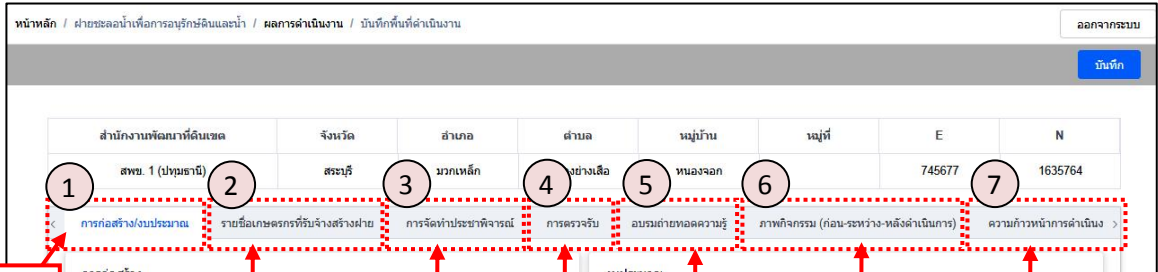 หน้าหลัก / ฝายชะลอน้ำเพื่อการอนุรักษ์ดินและน้ำ / ผลการดำเนินงาน / บันทึกพื้นที่ดำเนินงาน ออกจากระบบ
บันทึก
สำนักงานพัฒนาที่ดินเขต จังหวัด อำเภอ ตำบล หมู่บ้าน หมู่ที่ E N
สพข. 1 (ปทุมธานี) สระบุรี มวกเหล็ก หนองจอก 745677 1635764
1 2 3 4 5 6 7
การก่อสร้าง/งบประมาณ รายชื่อเกษตรกรที่รับจ้างสร้างฝาย การจัดทำประชาพิจารณ์ การตรวจรับ อบรมถ่ายทอดความรู้ ภาพกิจกรรม (ก่อน-ระหว่าง-หลังดำเนินการ) ความก้าวหน้าการดำเนินง